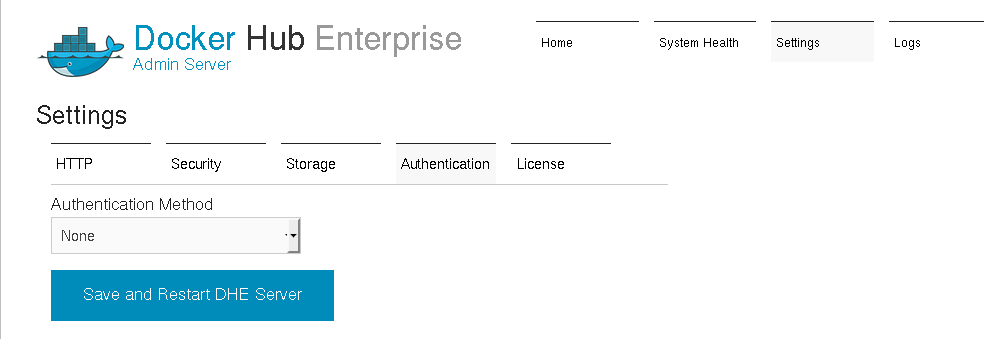 Docker Hub Enterprise
Admin Server
Home System Health Settings Logs
Settings
HTTP Security Storage Authentication License
Authentication Method
None
Save and Restart DHE Server